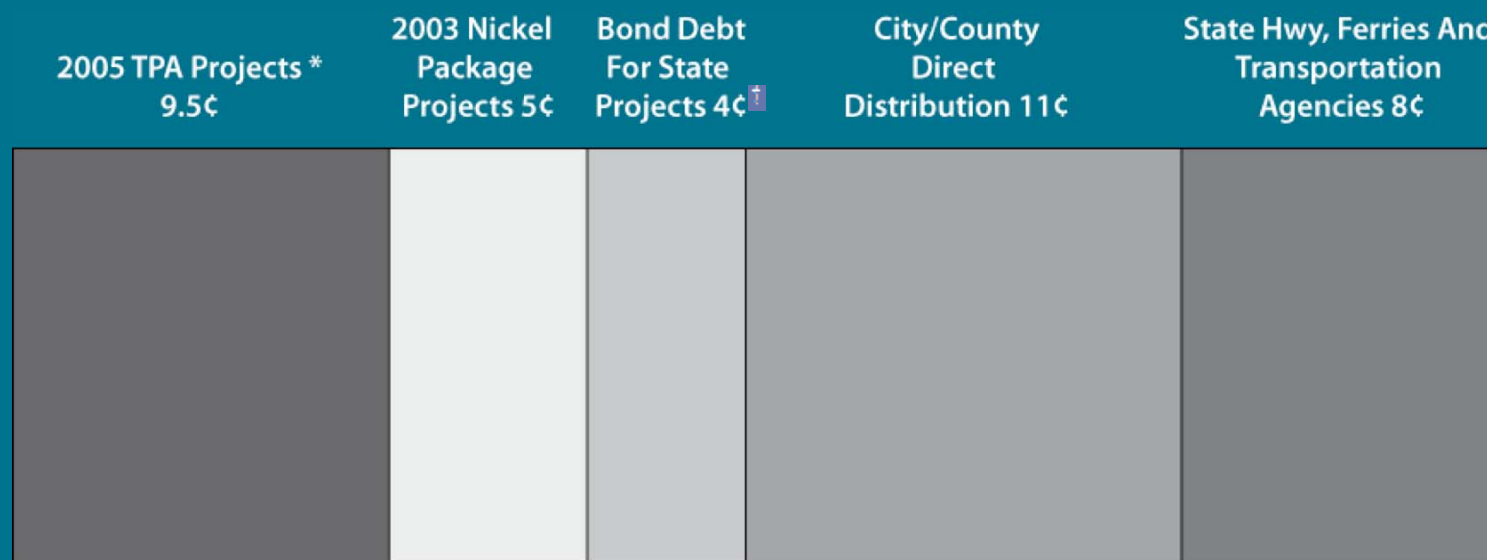 2005 TPA Projects *
9.5¢
2003 Nickel
Package
Projects 5¢
Bond Debt
For State
Projects 4¢†
City/County
Direct
Distribution 11¢
State Hwy, Ferries And
Transportation
Agencies 8¢